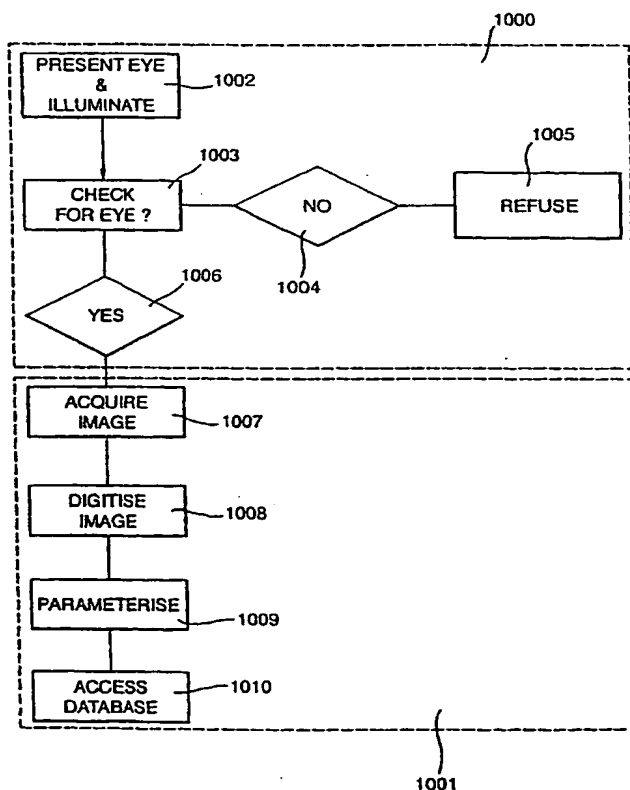 1000
PRESENT EYE
&
ILLUMINATE
1002
1003
CHECK
FOR EYE ?
NO
1004
1005
REFUSE
1006
YES
ACQUIRE
IMAGE
1007
DIGITISE
IMAGE
1008
PARAMETERISE
1009
ACCESS
DATABASE
1010
1001